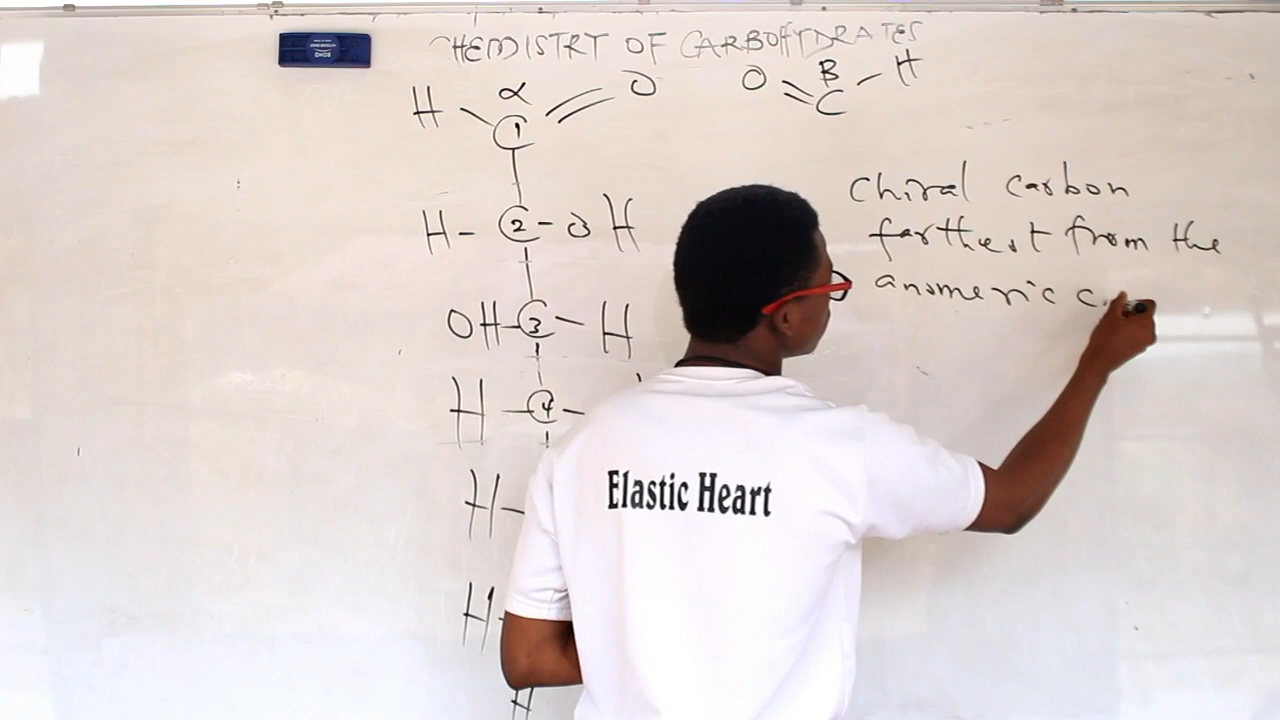 CHEMISTRY OF CARBOHYDRATES
H α O
1
O B H
C
H - 2 - OH
OH - 3 - H
H - 4 -
H -
H
H
chiral carbon
farthest from the
anomeric c
Elastic Heart